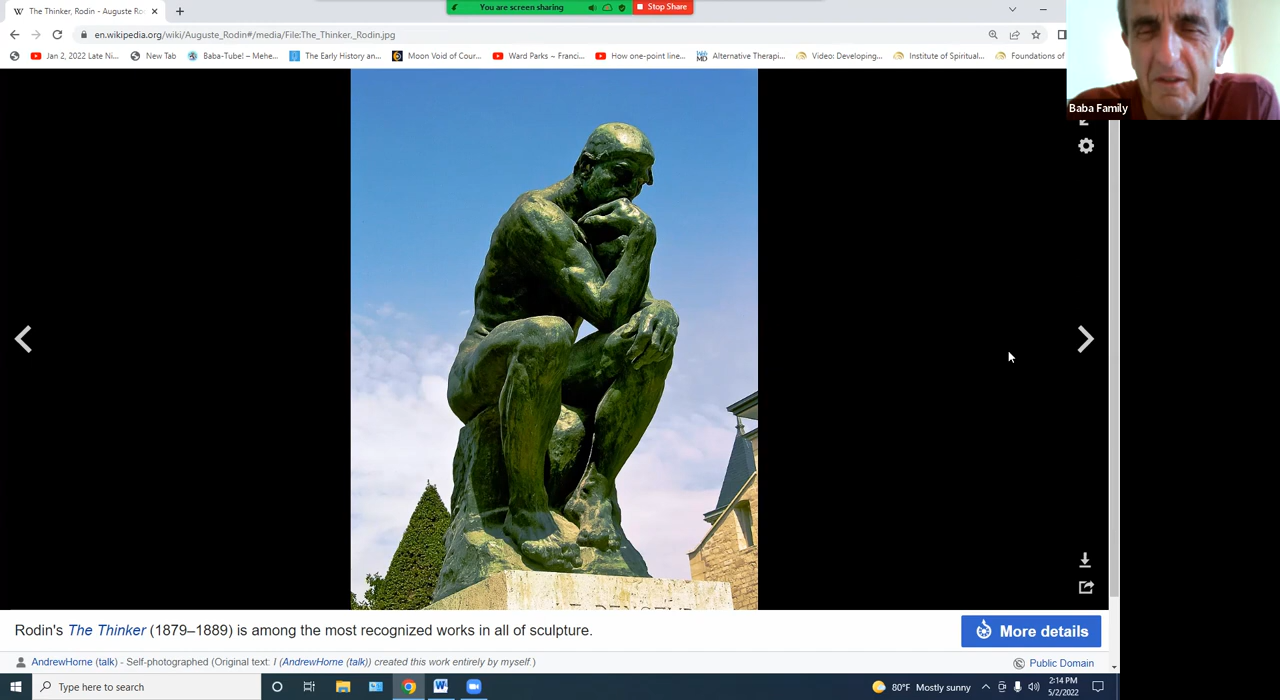 You are screen sharing
Stop Share
W The Thinker, Rodin - Auguste Ro
en.wikipedia.org/wiki/Auguste_Rodin#/media/File:The_Thinker,_Rodin.jpg
Jan 2, 2022 Late Ni...
New Tab
Baba-Tube! – Mehe...
The Early History an...
Moon Void of Cour...
Ward Parks ~ Franci...
How one-point line...
Alternative Therapi...
Video: Developing...
Institute of Spiritual...
Foundations of
Baba Family
LE PENSEUR
Rodin's The Thinker (1879–1889) is among the most recognized works in all of sculpture.
More details
AndrewHorne (talk) - Self-photographed (Original text: I (AndrewHorne (talk)) created this work entirely by myself.)
Public Domain
Type here to search
W
80°F Mostly sunny
2:14 PM
5/2/2022